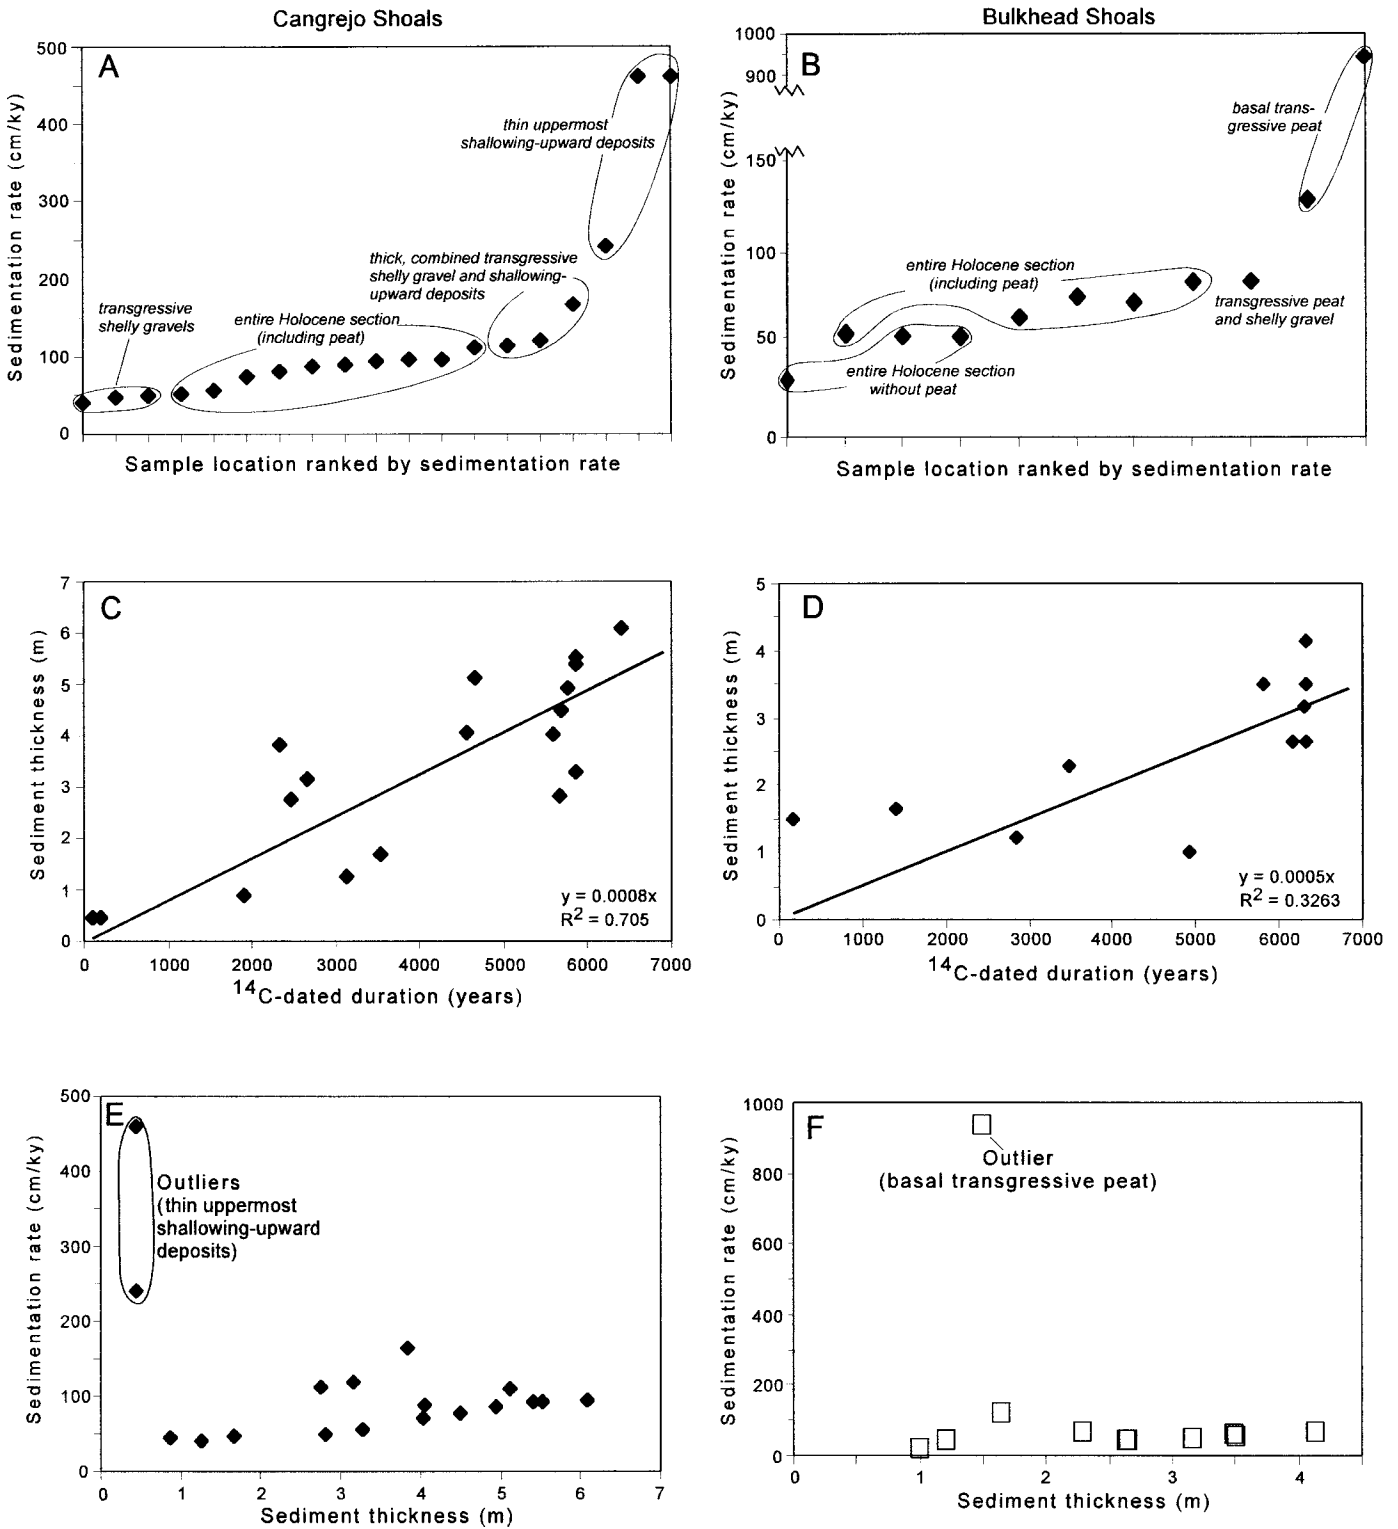 Cangrejo Shoals
A
Sedimentation rate (cm/ky)
500
400
300
200
100
0
thin uppermost
shallowing-upward deposits
thick, combined transgressive
shelly gravel and shallowing-
upward deposits
transgressive
shelly gravels
entire Holocene section
(including peat)
Sample location ranked by sedimentation rate
Bulkhead Shoals
B
Sedimentation rate (cm/ky)
1000
900
150
100
50
0
basal trans-
gressive peat
entire Holocene section
(including peat)
transgressive peat
and shelly gravel
entire Holocene section
without peat
Sample location ranked by sedimentation rate
C
Sediment thickness (m)
7
6
5
4
3
2
1
0
y = 0.0008x
R2 = 0.705
0 1000 2000 3000 4000 5000 6000 7000
14C-dated duration (years)
D
Sediment thickness (m)
5
4
3
2
1
0
y = 0.0005x
R2 = 0.3263
0 1000 2000 3000 4000 5000 6000 7000
14C-dated duration (years)
E
Sedimentation rate (cm/ky)
500
400
300
200
100
0
Outliers
(thin uppermost
shallowing-upward
deposits)
0 1 2 3 4 5 6 7
Sediment thickness (m)
F
Sedimentation rate (cm/ky)
1000
800
600
400
200
0
Outlier
(basal transgressive peat)
0 1 2 3 4
Sediment thickness (m)